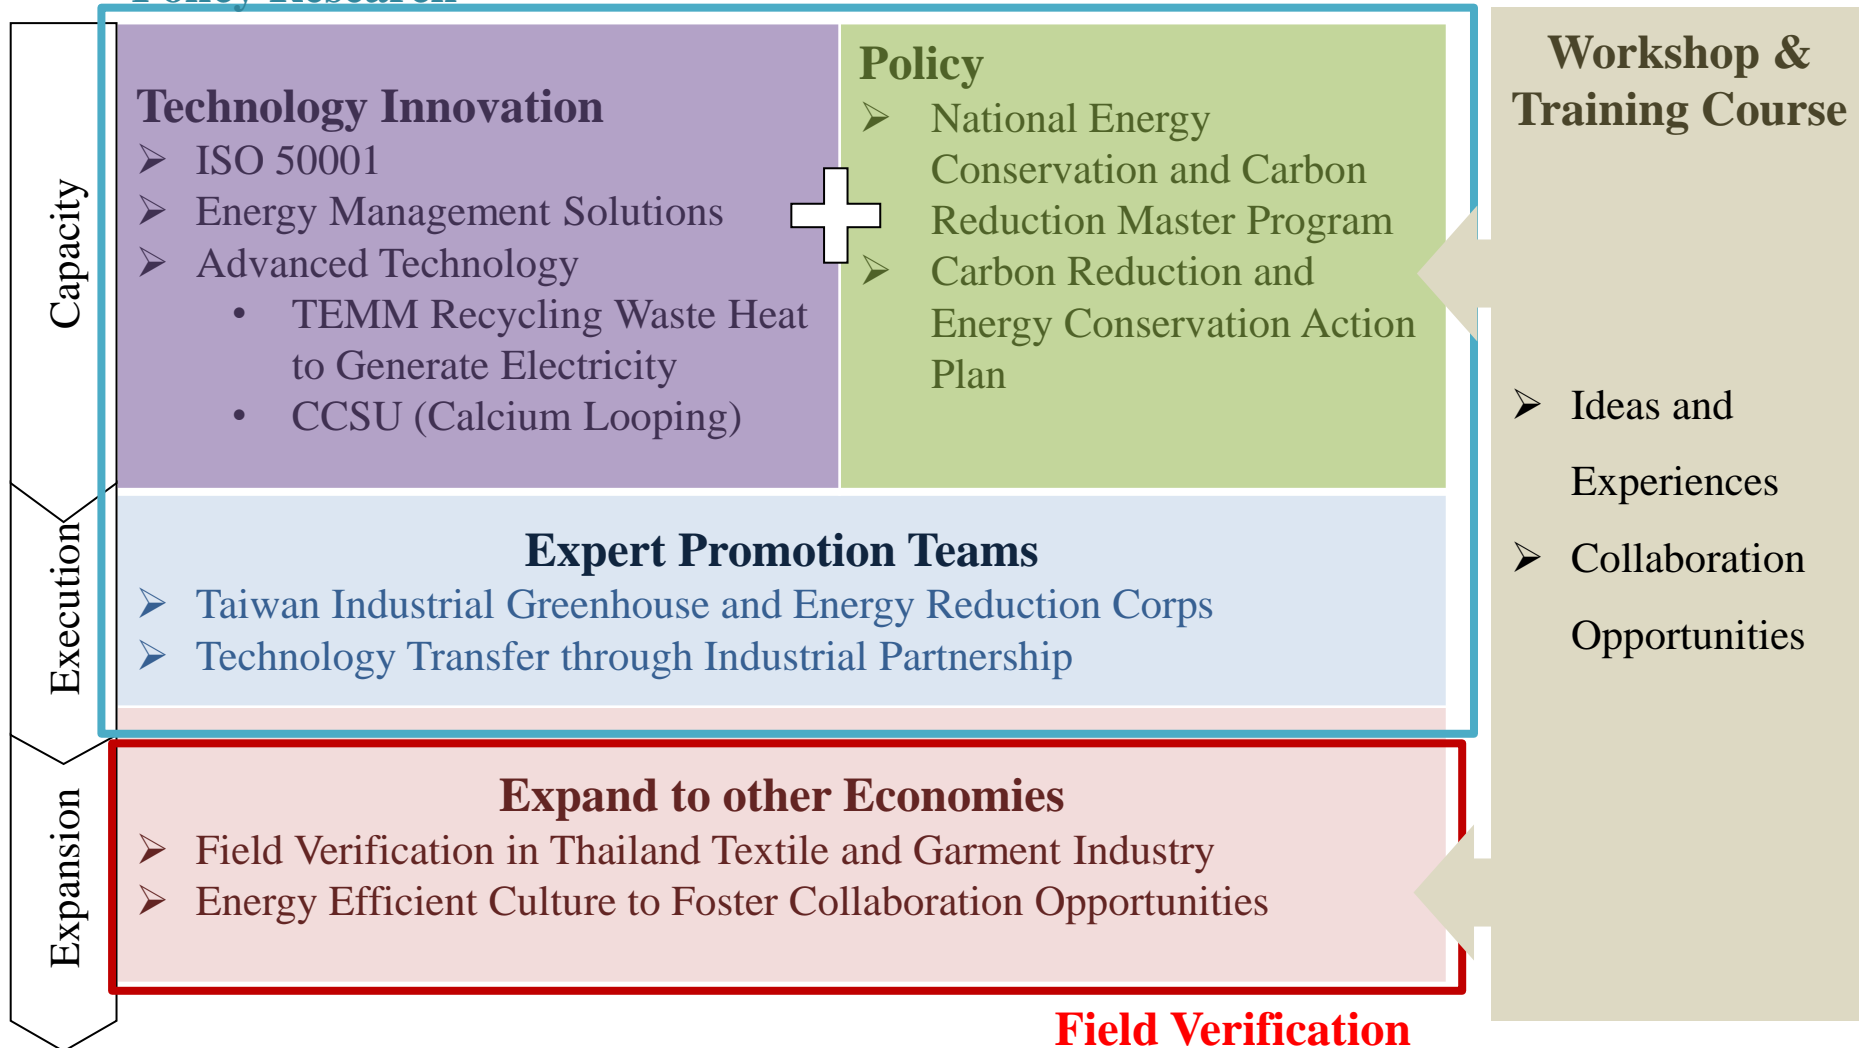 Policy Research
Technology Innovation
➢ ISO 50001
➢ Energy Management Solutions
➢ Advanced Technology
• TEMM Recycling Waste Heat
to Generate Electricity
• CCSU (Calcium Looping)
Policy
➢ National Energy
Conservation and Carbon
Reduction Master Program
➢ Carbon Reduction and
Energy Conservation Action
Plan
Workshop &
Training Course
➢ Ideas and
Experiences
➢ Collaboration
Opportunities
Capacity
Execution
Expansion
Expert Promotion Teams
➢ Taiwan Industrial Greenhouse and Energy Reduction Corps
➢ Technology Transfer through Industrial Partnership
Expand to other Economies
➢ Field Verification in Thailand Textile and Garment Industry
➢ Energy Efficient Culture to Foster Collaboration Opportunities
Field Verification